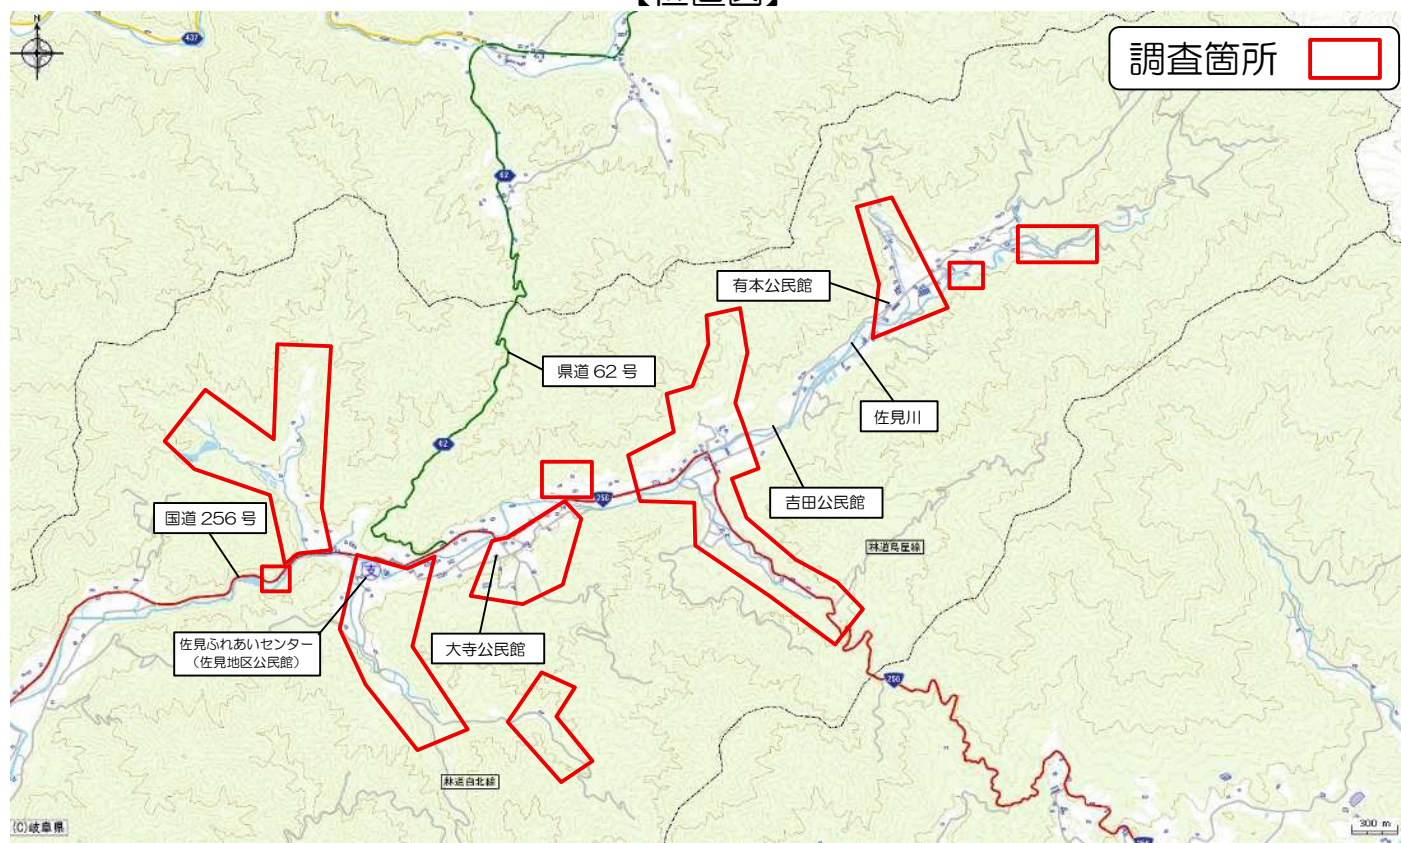 【位置図】
N
437
調査箇所
62
有本公民館
県道 62 号
佐見川
62
国道 256 号
256
吉田公民館
林道鳥屋線
支
佐見ふれあいセンター
（佐見地区公民館）
大寺公民館
256
林道白北線
(C)岐阜県
300 m